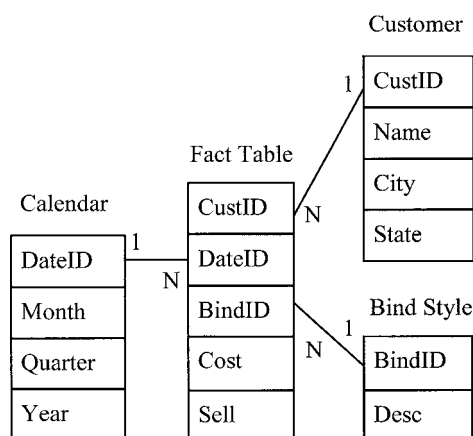 Customer
1
CustID
Name
City
State
Fact Table
CustID
N
DateID
BindID
Cost
Sell
Calendar
1
N
DateID
Month
Quarter
Year
Bind Style
1
N
BindID
Desc